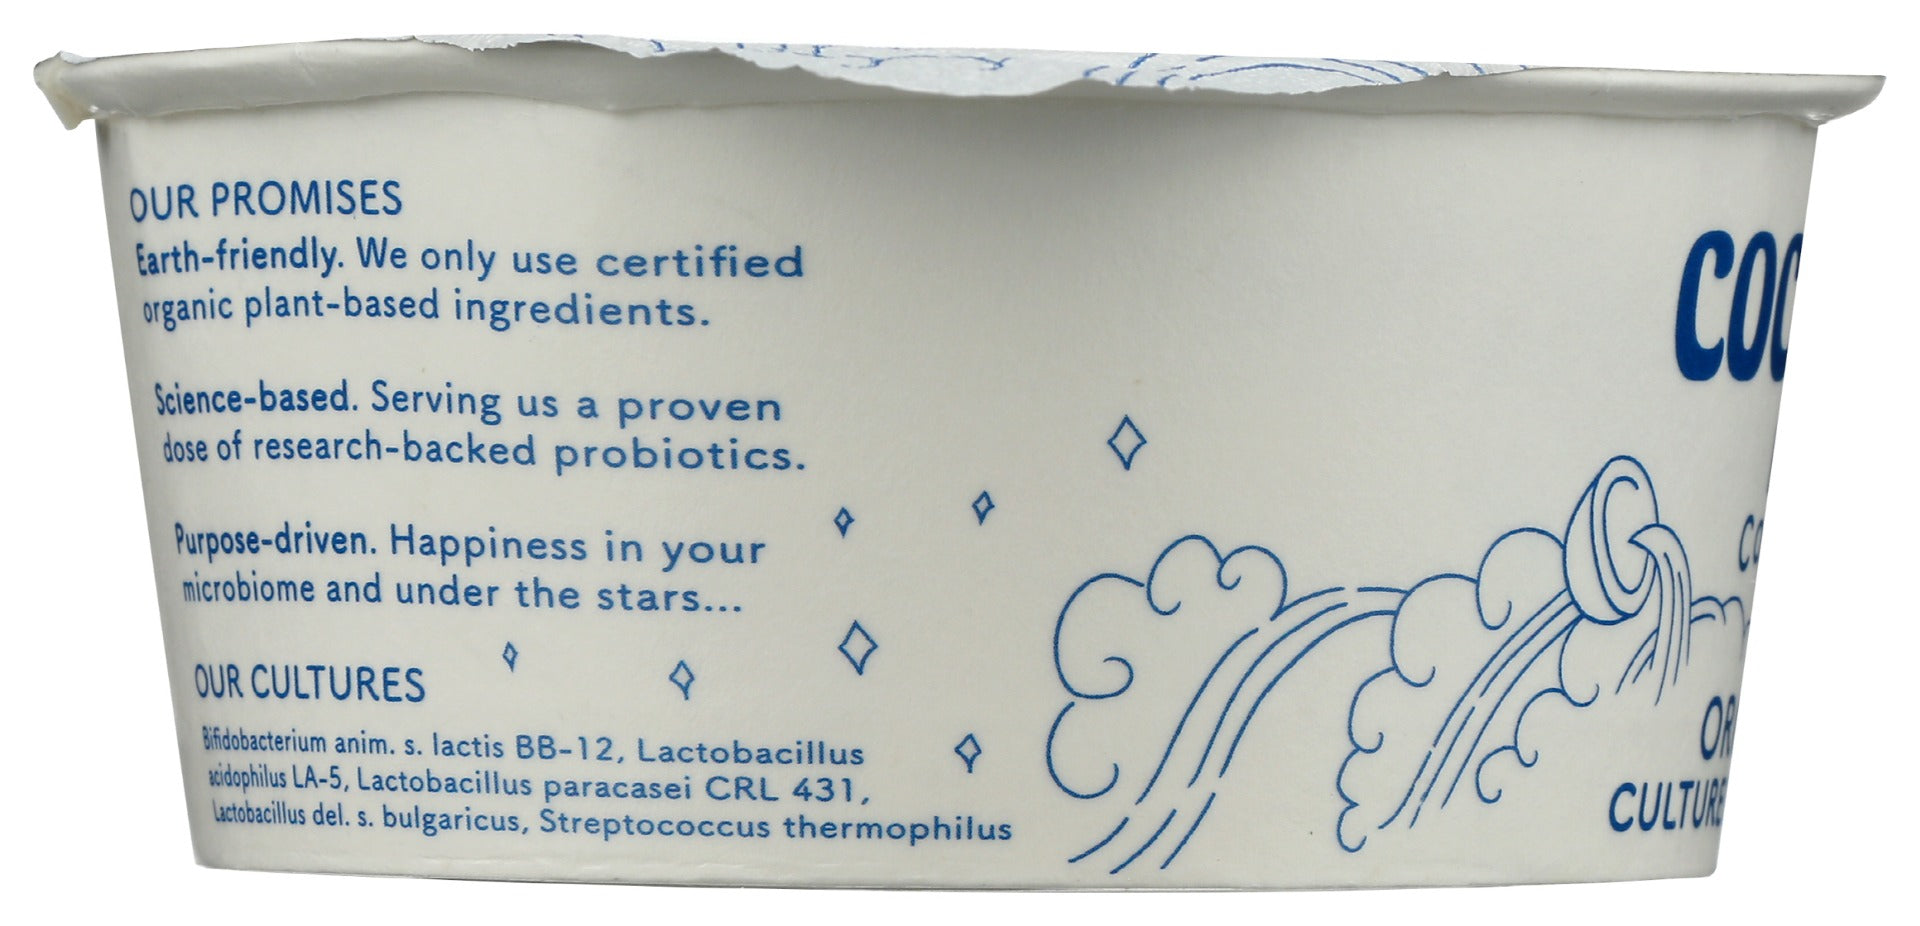 OUR PROMISES
Earth-friendly. We only use certified
organic plant-based ingredients.
Science-based. Serving us a proven
dose of research-backed probiotics.
Purpose-driven. Happiness in your
microbiome and under the stars...
OUR CULTURES
Bifidobacterium anim. s. lactis BB-12, Lactobacillus
acidophilus LA-5, Lactobacillus paracasei CRL 431,
Lactobacillus del. s. bulgaricus, Streptococcus thermophilus